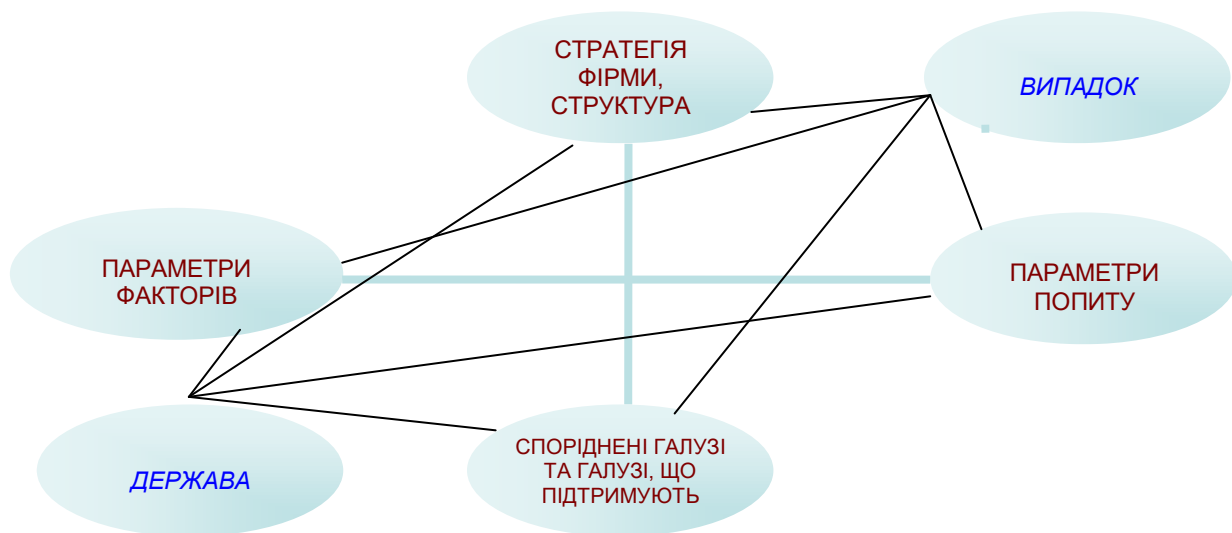 СТРАТЕГІЯ
ФІРМИ,
СТРУКТУРА
ВИПАДОК
ПАРАМЕТРИ
ФАКТОРІВ
ПАРАМЕТРИ
ПОПИТУ
ДЕРЖАВА
СПОРІДНЕНІ ГАЛУЗІ
ТА ГАЛУЗІ, ЩО
ПІДТРИМУЮТЬ